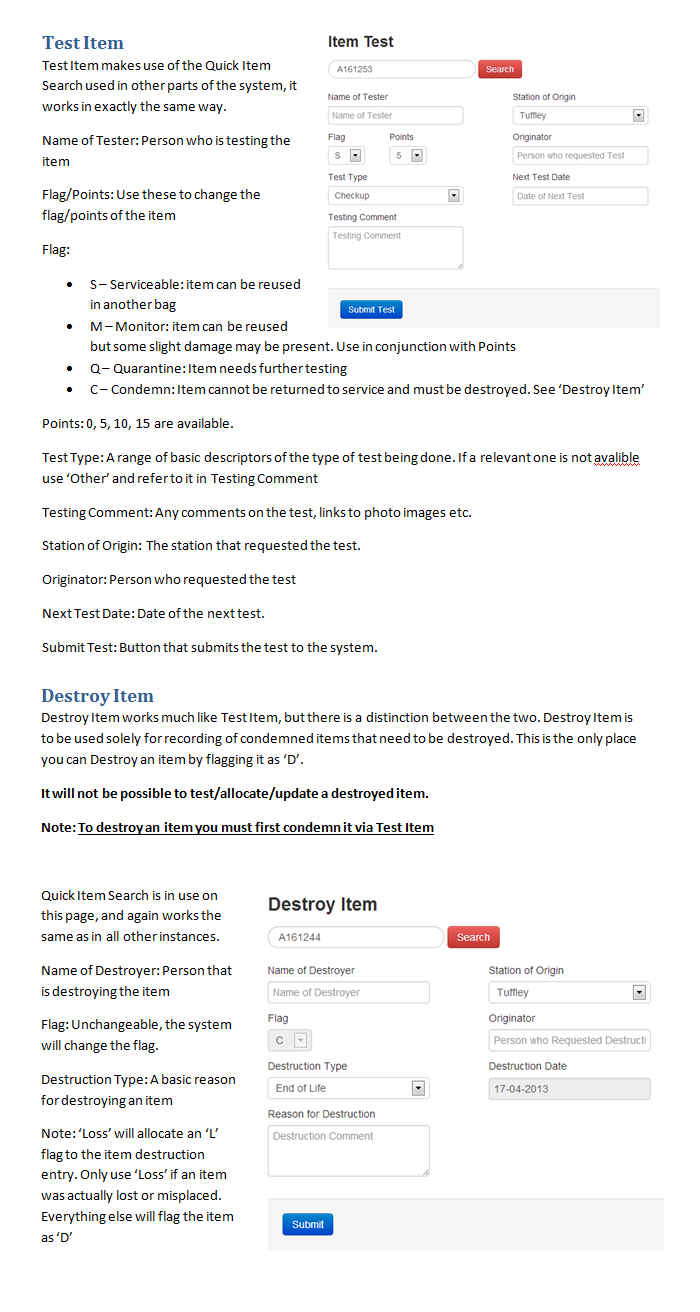 Test Item
Test Item makes use of the Quick Item
Search used in other parts of the system, it
works in exactly the same way.
Name of Tester: Person who is testing the
item
Flag/Points: Use these to change the
flag/points of the item
Flag:
Item Test
A161253
Search
Name of Tester
Station of Origin
Name of Tester
Tuffley
Flag
Points
Originator
S
5
Person who requested Test
Test Type
Next Test Date
Checkup
Date of Next Test
Testing Comment
Testing Comment
Submit Test
• S – Serviceable: item can be reused
in another bag
• M – Monitor: item can be reused
but some slight damage may be present. Use in conjunction with Points
• Q – Quarantine: Item needs further testing
• C – Condemn: Item cannot be returned to service and must be destroyed. See ‘Destroy Item’
Points: 0, 5, 10, 15 are available.
Test Type: A range of basic descriptors of the type of test being done. If a relevant one is not avalible
use ‘Other’ and refer to it in Testing Comment
Testing Comment: Any comments on the test, links to photo images etc.
Station of Origin: The station that requested the test.
Originator: Person who requested the test
Next Test Date: Date of the next test.
Submit Test: Button that submits the test to the system.
Destroy Item
Destroy Item works much like Test Item, but there is a distinction between the two. Destroy Item is
to be used solely for recording of condemned items that need to be destroyed. This is the only place
you can Destroy an item by flagging it as ‘D’.
It will not be possible to test/allocate/update a destroyed item.
Note: To destroy an item you must first condemn it via Test Item
Quick Item Search is in use on
this page, and again works the
same as in all other instances.
Name of Destroyer: Person that
is destroying the item
Flag: Unchangeable, the system
will change the flag.
Destruction Type: A basic reason
for destroying an item
Note: ‘Loss’ will allocate an ‘L’
flag to the item destruction
entry. Only use ‘Loss’ if an item
was actually lost or misplaced.
Everything else will flag the item
as ‘D’
Destroy Item
A161244
Search
Name of Destroyer
Station of Origin
Name of Destroyer
Tuffley
Flag
Originator
C
Person who Requested Destructi
Destruction Type
Destruction Date
End of Life
17-04-2013
Reason for Destruction
Destruction Comment
Submit